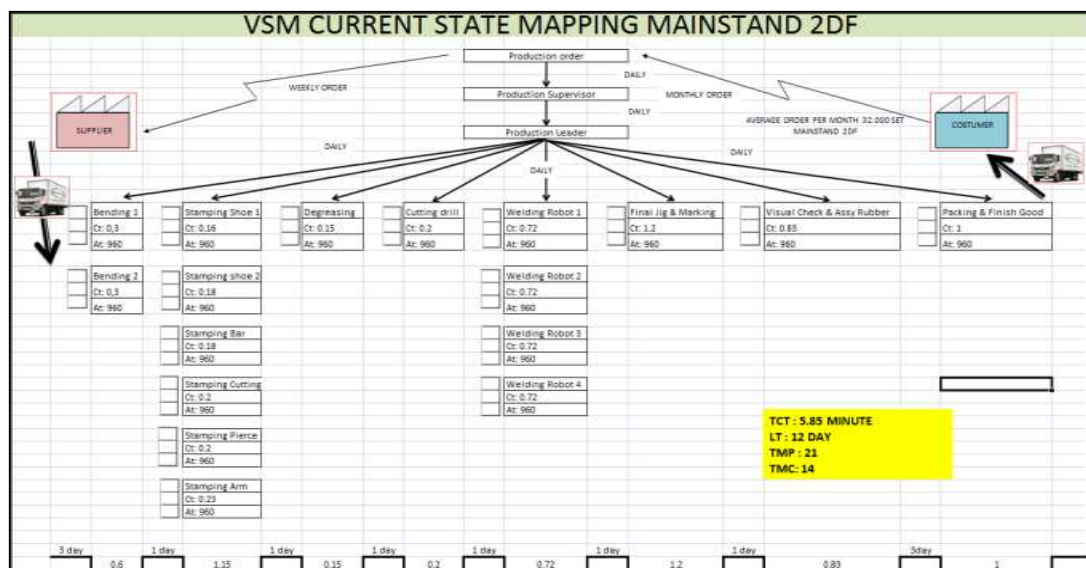 VSM CURRENT STATE MAPPING MAINSTAND 2DF
Production order
DAILY
WEEKLY ORDER
Production Supervisor
MONTHLY ORDER
DAILY
SUPPLIER
AVERAGE ORDER PER MONTH 32.000 SET
MAINSTAND 2DF
COSTUMER
Production Leader
DAILY
DAILY
DAILY
Bending 1
Ct: 0,3
At: 960
Stamping Shoe 1
Ct: 0.16
At: 960
Degreasing
Ct: 0.15
At: 960
Cutting drill
Ct: 0.2
At: 960
Welding Robot 1
Ct: 0.72
At: 960
Final Jig & Marking
Ct: 1,2
At: 960
Visual Check & Assy Rubber
Ct: 0.83
At: 960
Packing & Finish Good
Ct: 1
At: 960
Bending 2
Ct: 0,3
At: 960
Stamping shoe 2
Ct: 0.18
At: 960
Welding Robot 2
Ct: 0.72
At: 960
Stamping Bar
Ct: 0.18
At: 960
Welding Robot 3
Ct: 0.72
At: 960
Stamping Cutting
Ct: 0.2
At: 960
Welding Robot 4
Ct: 0.72
At: 960
Stamping Pierce
Ct: 0.2
At: 960
Stamping Arm
Ct: 0.23
At: 960
TCT : 5.85 MINUTE
LT : 12 DAY
TMP : 21
TMC: 14
3 day 1 day 1 day 1 day 1 day 1 day 1 day 3day
0.6 1,15 0.15 0.2 0.72 1.2 0.83 1